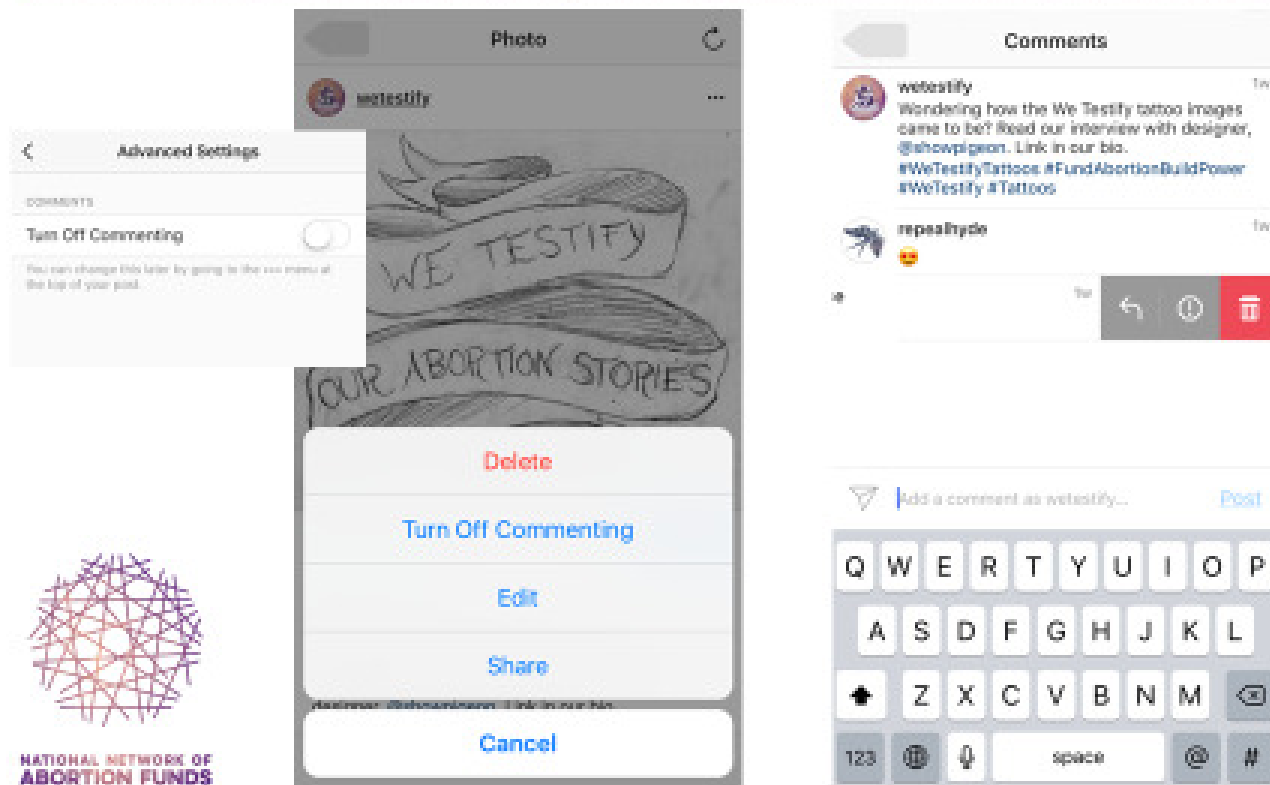 Advanced Settings
COMMENTS
Turn Off Commenting
You can change this later by going to the ••• menu at
the top of your post.
NATIONAL NETWORK OF
ABORTION FUNDS
Photo
wetestify
WE TESTIFY
OUR ABORTION STORIES
Delete
Turn Off Commenting
Edit
Share
designer, @showpigeon. Link in our bio.
Cancel
Comments
wetestify 1w
Wondering how the We Testify tattoo images
came to be? Read our interview with designer,
@showpigeon. Link in our bio.
#WeTestifyTattoos #FundAbortionBuildPower
#WeTestify #Tattoos
repealhyde 1w
😍
e 1w
Add a comment as wetestify... Post
Q W E R T Y U I O P
A S D F G H J K L
Z X C V B N M
123 space @ #